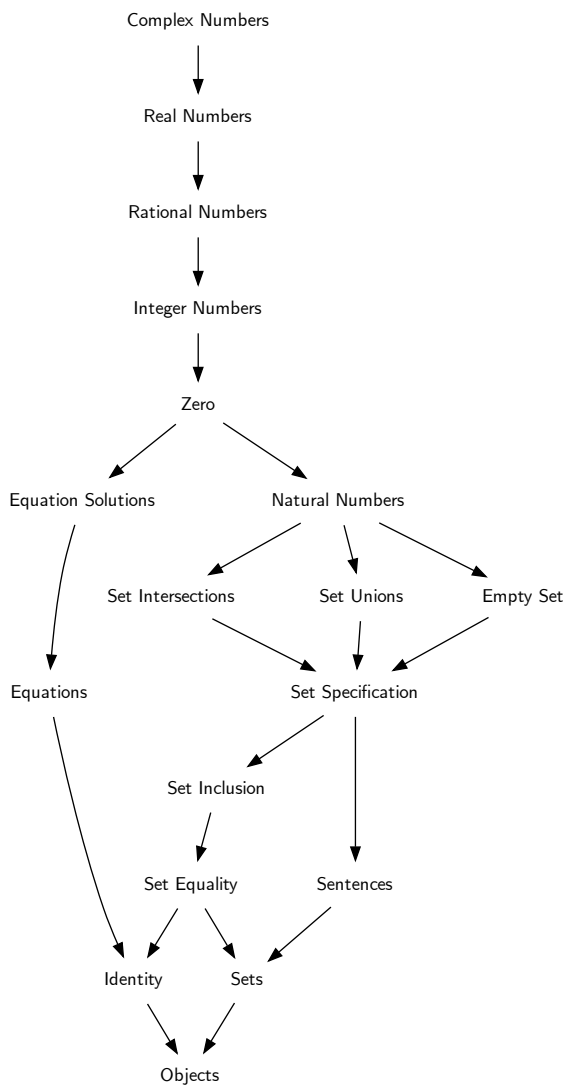 Complex Numbers
Real Numbers
Rational Numbers
Integer Numbers
Zero
Equation Solutions
Natural Numbers
Set Intersections
Set Unions
Empty Set
Equations
Set Specification
Set Inclusion
Set Equality
Sentences
Identity
Sets
Objects